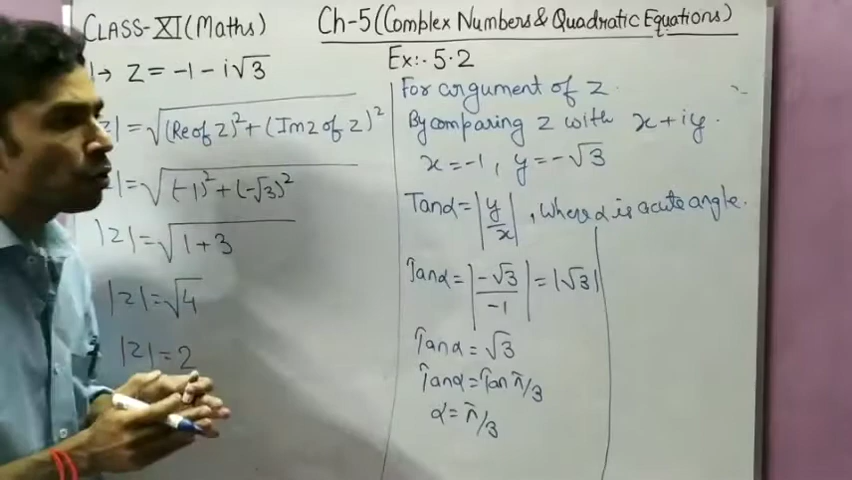 CLASS-XI (Maths)
Ch-5 (Complex Numbers & Quadratic Equations)
Ex:- 5.2
1→ Z = -1 - i√3
|z| = √(Re of z)² + (Imz of z)²
|z| = √(-1)² + (-√3)²
|z| = √1+3
|z| = √4
|z| = 2
For argument of z
By comparing z with x + iy.
x = -1, y = -√3
Tanα = |y/x|, where α is acute angle.
Tanα = |-√3/-1| = |√3|
Tanα = √3
Tanα = Tan π/3
α = π/3